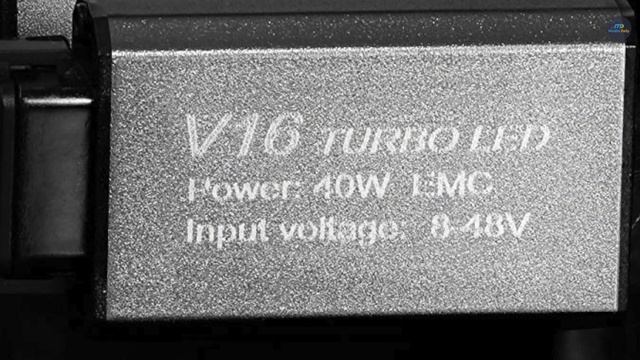 V16 TURBO LED
Power: 40W EMC
Input voltage: 8-48V